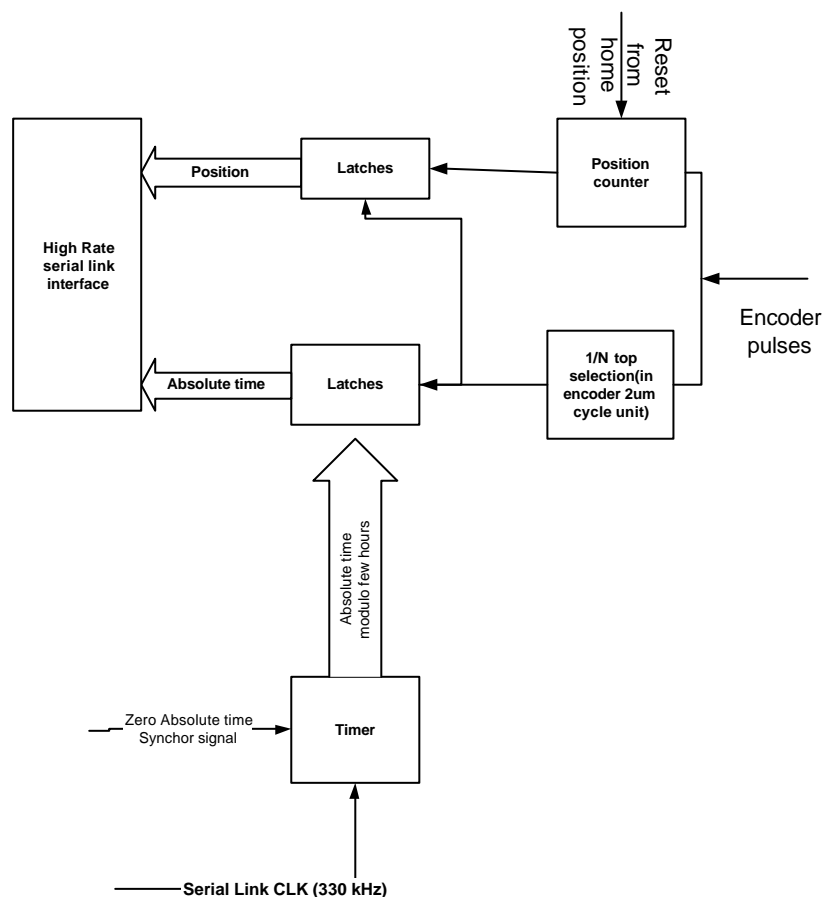 Reset
from
home
position
Position
counter
Latches
Position
High Rate
serial link
interface
Encoder
pulses
1/N top
selection(in
encoder 2um
cycle unit)
Latches
Absolute time
Absolute time
modulo few hours
Zero Absolute time
Synchor signal
Timer
Serial Link CLK (330 kHz)